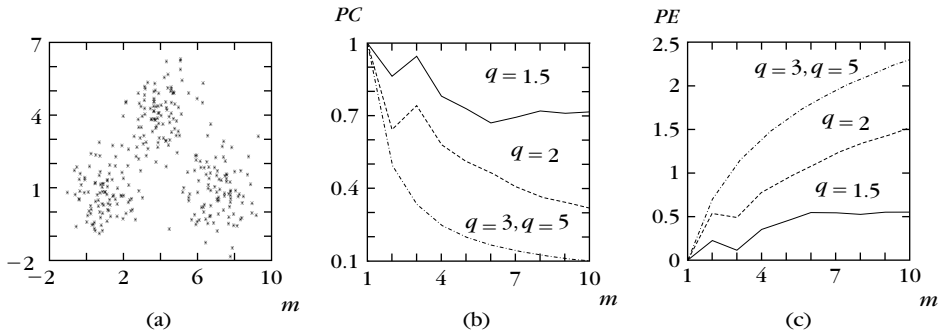 PC
PE
7
4
1
−2
−2
2
6
10
m
(a)
1
0.7
0.4
0.1
1
4
7
10
m
(b)
q = 1.5
q = 2
q = 3, q = 5
2.5
2
1.5
1
0.5
0
1
4
7
10
m
(c)
q = 3, q = 5
q = 2
q = 1.5